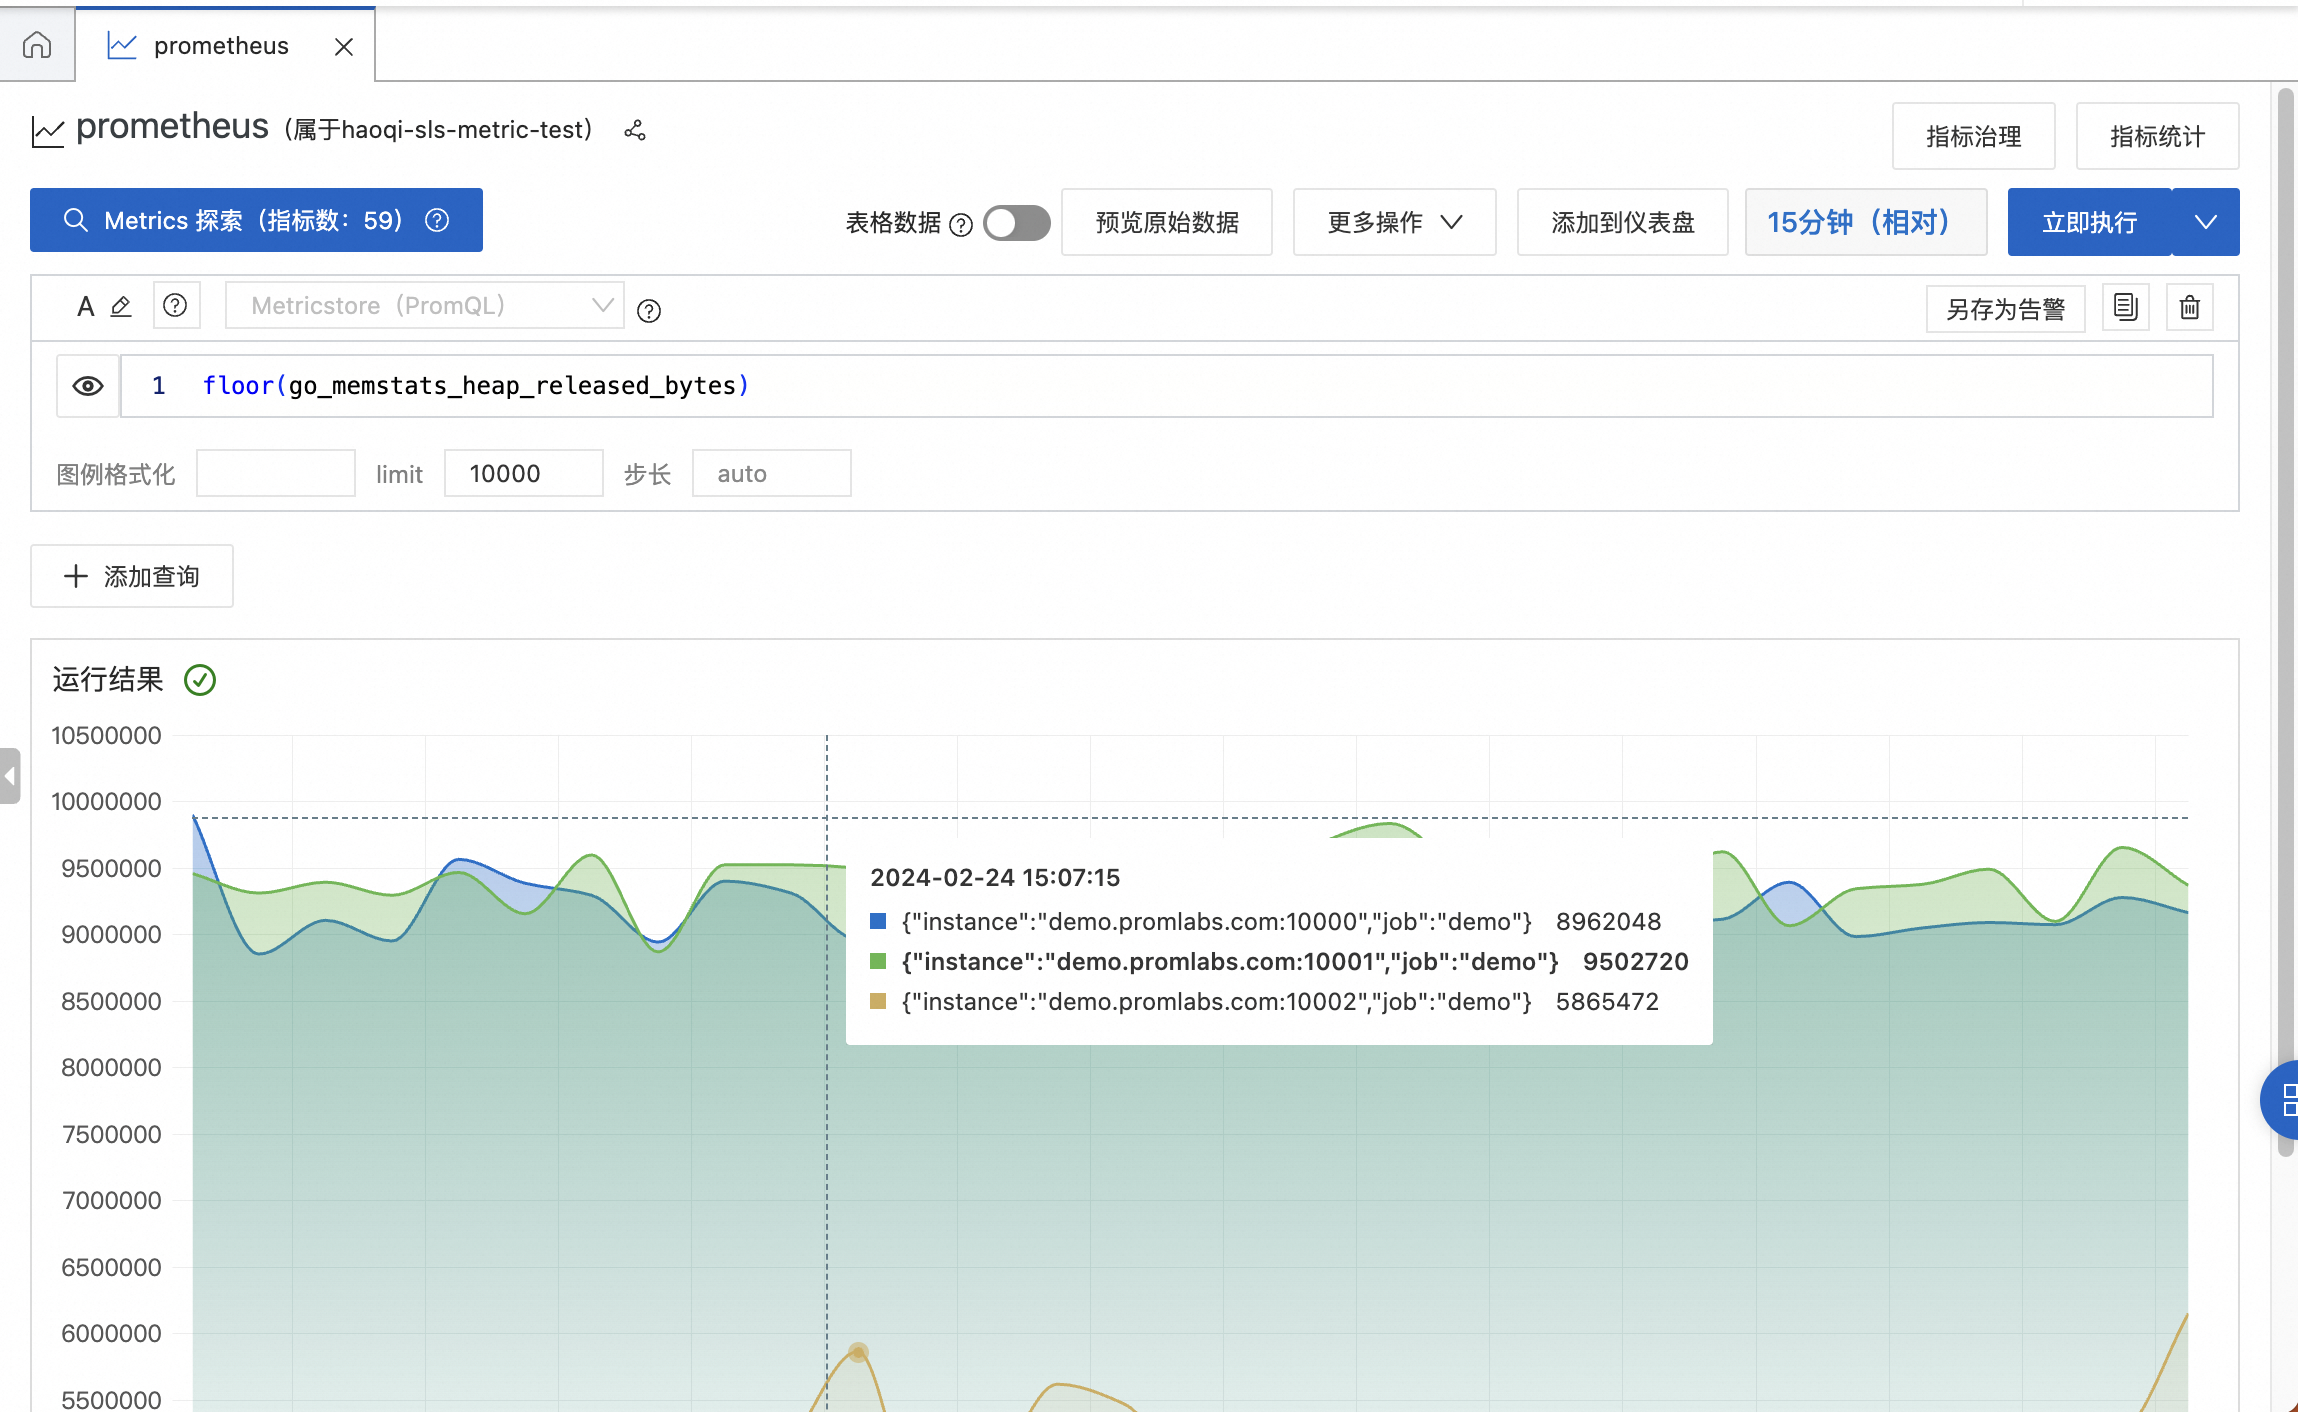 prometheus
prometheus（属于haoqi-sls-metric-test）
指标治理 指标统计
Metrics 探索（指标数：59） 表格数据 预览原始数据 更多操作 添加到仪表盘 15分钟（相对） 立即执行
A Metricstore（PromQL） 另存为告警
1 floor(go_memstats_heap_released_bytes)
图例格式化 limit 10000 步长 auto
添加查询
运行结果
10500000
10000000
9500000
9000000
8500000
8000000
7500000
7000000
6500000
6000000
5500000
2024-02-24 15:07:15
{"instance":"demo.promlabs.com:10000","job":"demo"} 8962048
{"instance":"demo.promlabs.com:10001","job":"demo"} 9502720
{"instance":"demo.promlabs.com:10002","job":"demo"} 5865472